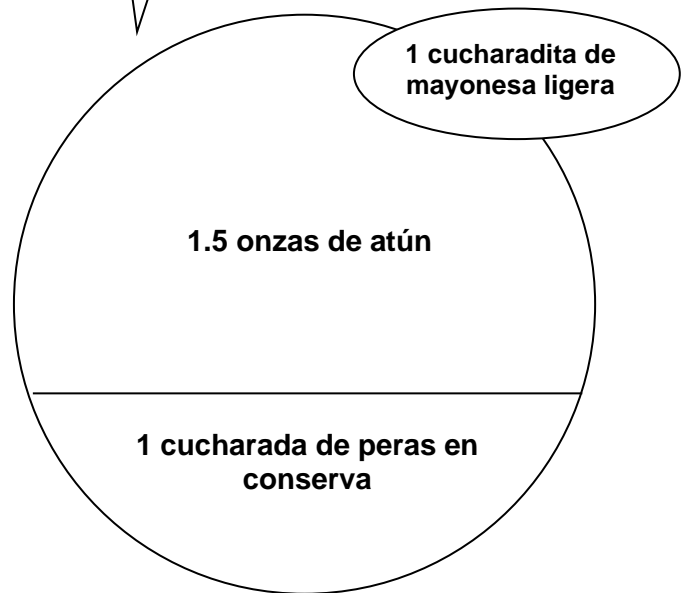 1 cucharadita de
mayonesa ligera
1.5 onzas de atún
1 cucharada de peras en
conserva